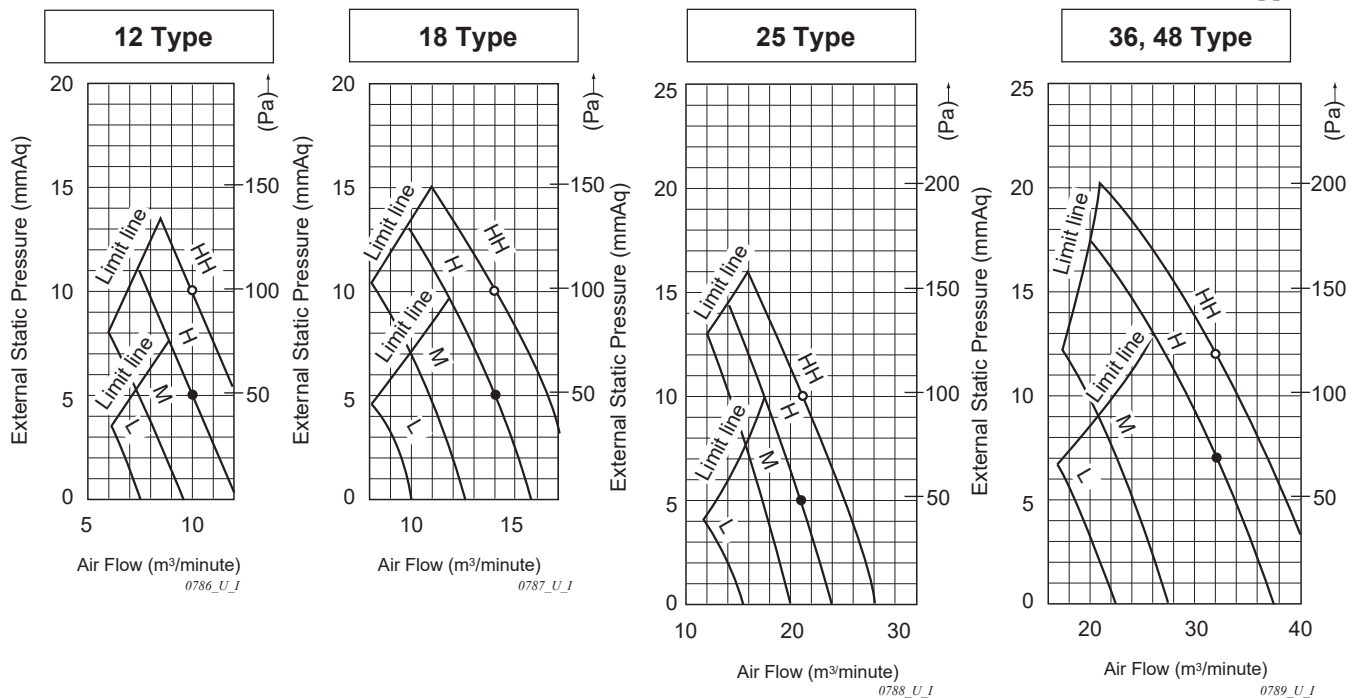 12 Type
18 Type
25 Type
36, 48 Type
External Static Pressure (mmAq)
20
15
10
5
0
5
10
(Pa)
150
100
50
Limit line
Limit line
HH
H
M
L
Air Flow (m³/minute)
0786_U_I
External Static Pressure (mmAq)
20
15
10
5
0
10
15
(Pa)
150
100
50
Limit line
Limit line
HH
H
M
L
Air Flow (m³/minute)
0787_U_I
External Static Pressure (mmAq)
25
20
15
10
5
0
10
20
30
(Pa)
200
150
100
50
Limit line
Limit line
HH
H
M
L
Air Flow (m³/minute)
0788_U_I
External Static Pressure (mmAq)
25
20
15
10
5
0
20
30
40
(Pa)
200
150
100
50
Limit line
Limit line
HH
H
M
L
Air Flow (m³/minute)
0789_U_I